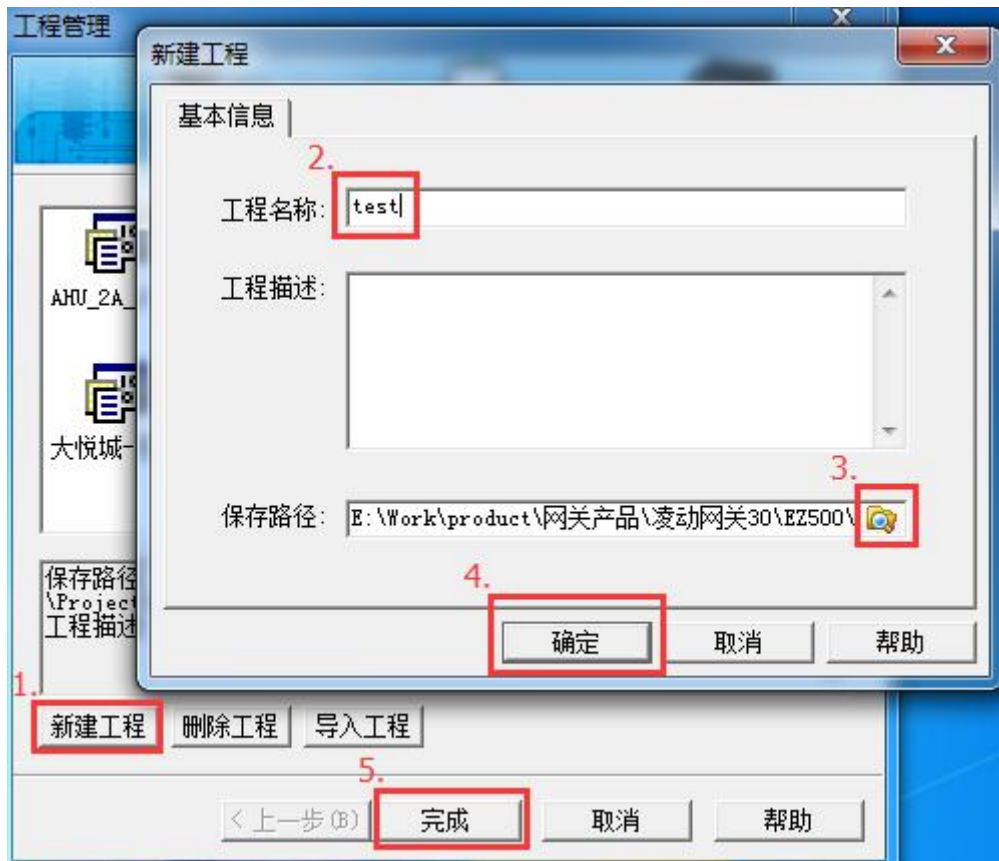 工程管理
新建工程
基本信息
2.
工程名称: test
工程描述:
3.
保存路径: E:\Work\product\网关产品\凌动网关30\EZ500\
4.
确定 取消 帮助
AHU_2A_
大悦城-
保存路径
\Project
工程描述
1.
新建工程 删除工程 导入工程
5.
< 上一步(B) 完成 取消 帮助